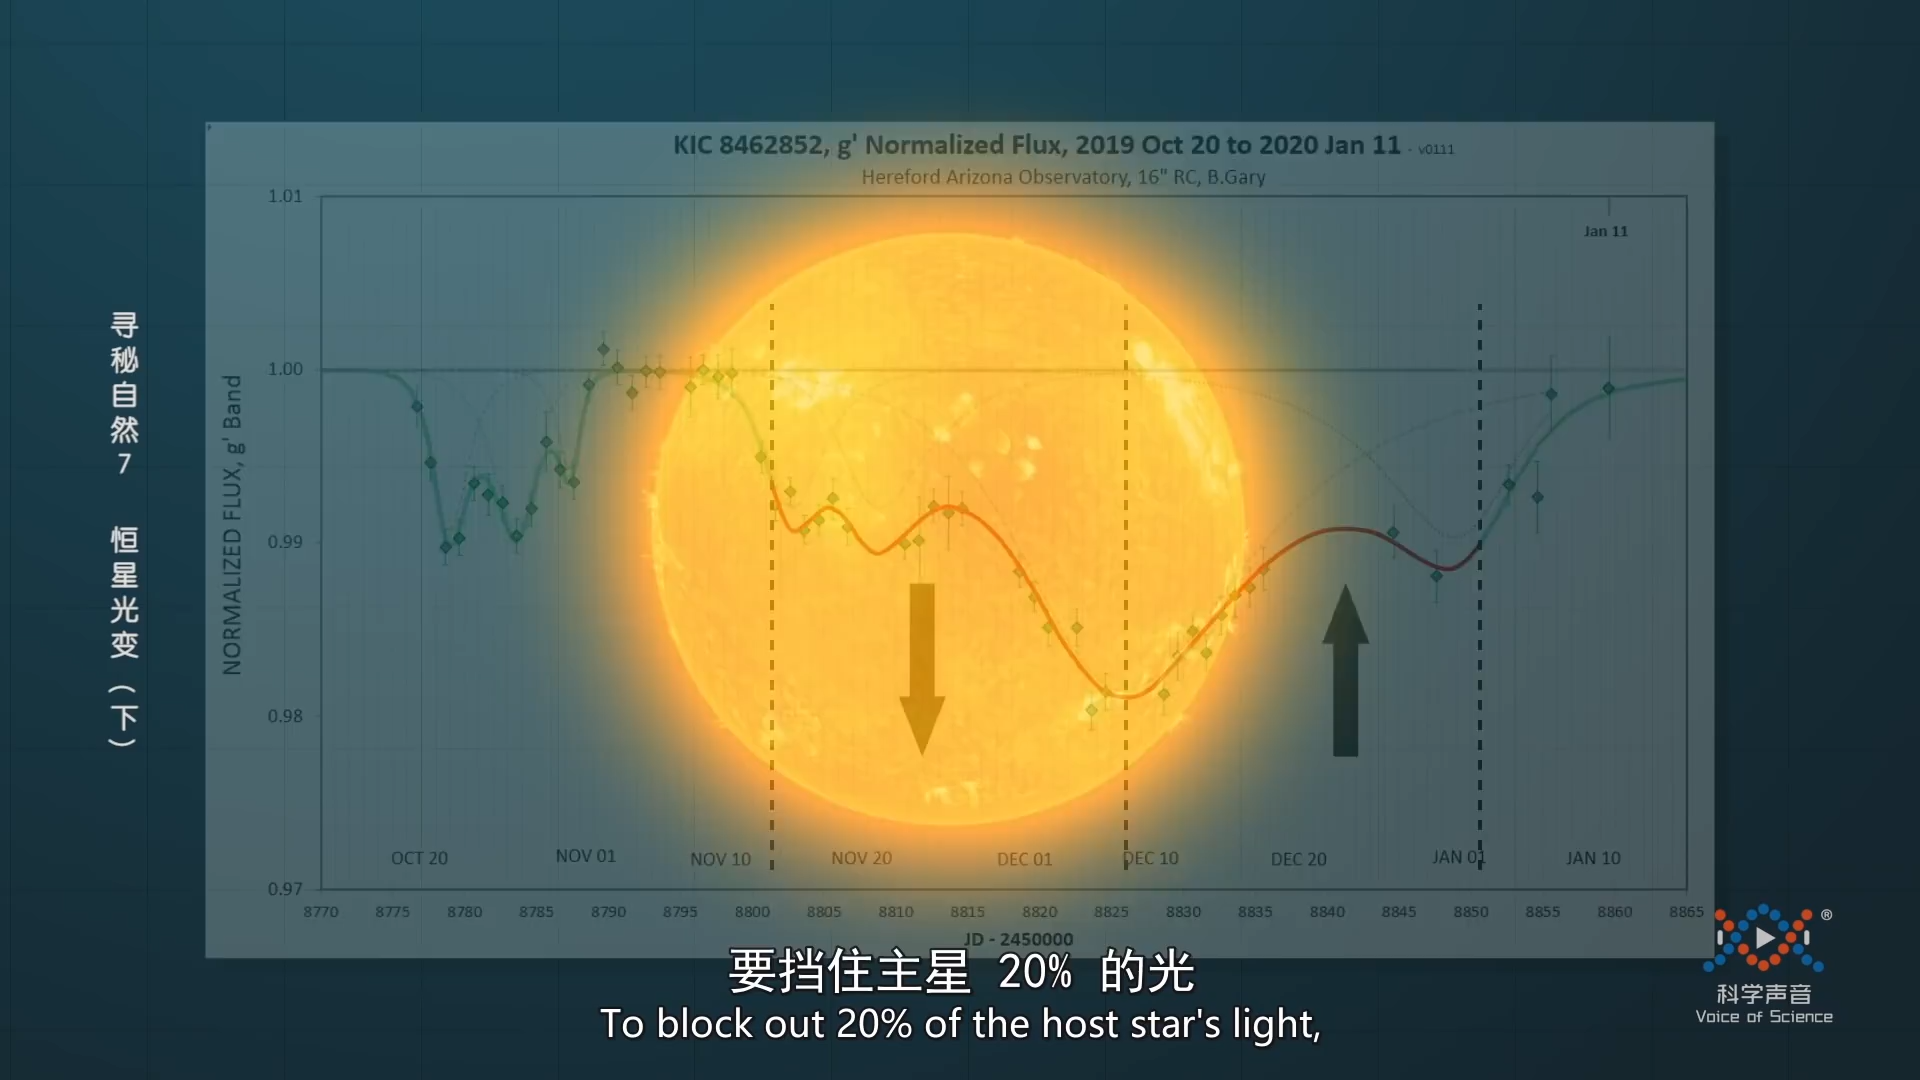 KIC 8462852, g' Normalized Flux, 2019 Oct 20 to 2020 Jan 11 - v0111
Hereford Arizona Observatory, 16" RC, B.Gary
Jan 11
1.01
1.00
0.99
0.98
0.97
NORMALIZED FLUX, g' Band
OCT 20 NOV 01 NOV 10 NOV 20 DEC 01 DEC 10 DEC 20 JAN 01 JAN 10
8770 8775 8780 8785 8790 8795 8800 8805 8810 8815 8820 8825 8830 8835 8840 8845 8850 8855 8860 8865
JD - 2450000
寻秘自然7 恒星光变（下）
要挡住主星 20% 的光
To block out 20% of the host star's light,
®
科学声音
Voice of Science